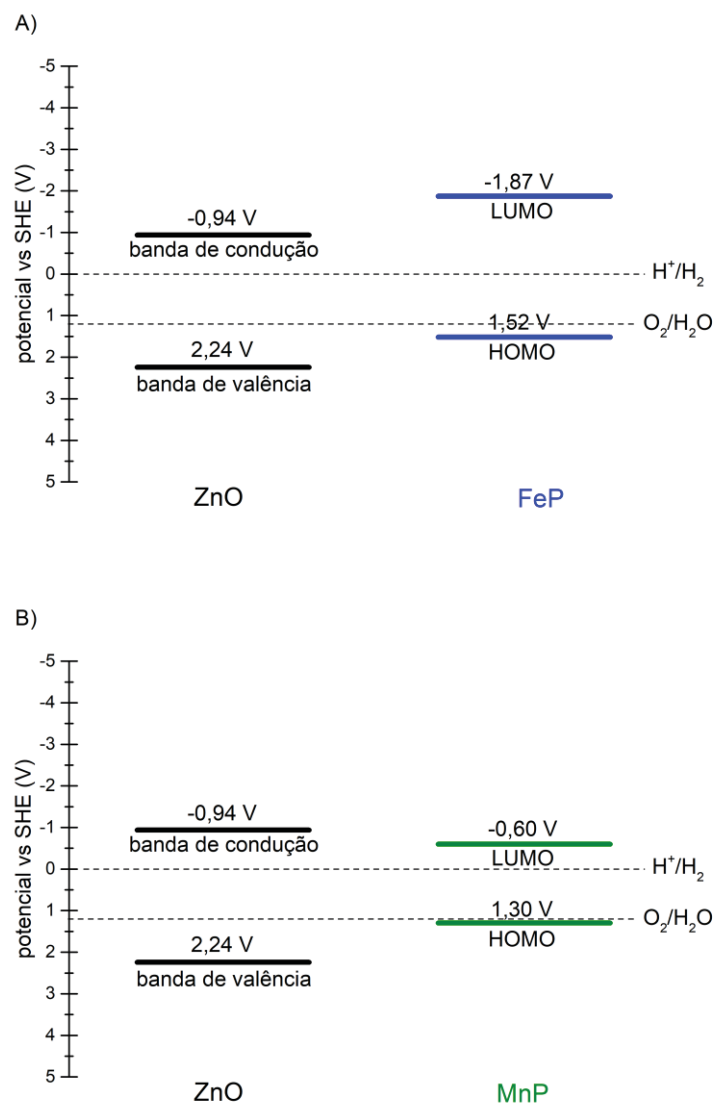 A)
potencial vs SHE (V)
-5
-4
-3
-2
-1
0
1
2
3
4
5
-0,94 V
banda de condução
2,24 V
banda de valência
ZnO
-1,87 V
LUMO
1,52 V
HOMO
FeP
H⁺/H₂
O₂/H₂O
B)
potencial vs SHE (V)
-5
-4
-3
-2
-1
0
1
2
3
4
5
-0,94 V
banda de condução
2,24 V
banda de valência
ZnO
-0,60 V
LUMO
1,30 V
HOMO
MnP
H⁺/H₂
O₂/H₂O